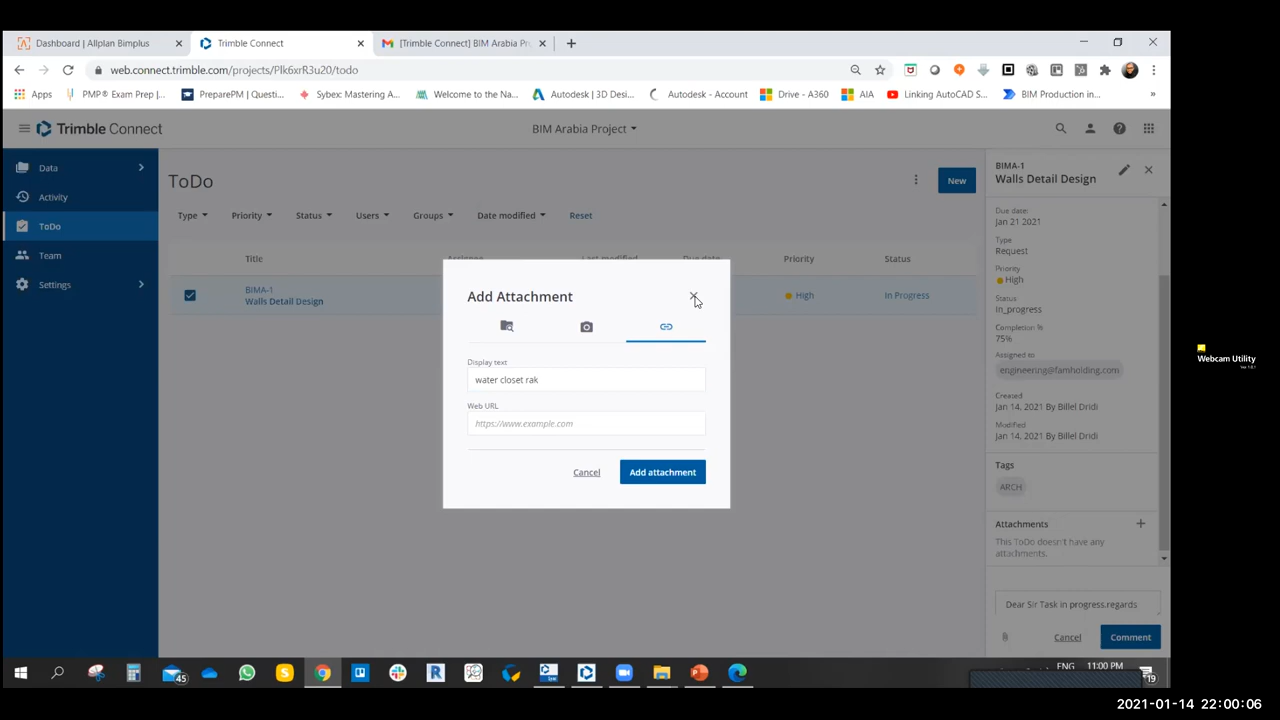 Dashboard | Allplan Bimplus
Trimble Connect
[Trimble Connect] BIM Arabia Pr
web.connect.trimble.com/projects/Plk6xrR3u20/todo
Apps
PMP® Exam Prep |...
PreparePM | Questi...
Sybex: Mastering A...
Welcome to the Na...
Autodesk | 3D Desi...
Autodesk - Account
Drive - A360
AIA
Linking AutoCAD S...
BIM Production in...
»
Trimble Connect
BIM Arabia Project
Data
Activity
ToDo
Team
Settings
ToDo
New
Type
Priority
Status
Users
Groups
Date modified
Reset
Title
Assignee
Last modified
Due date
Priority
Status
BIMA-1
Walls Detail Design
High
In Progress
Add Attachment
Display text
water closet rak
Web URL
https://www.example.com
Cancel
Add attachment
BIMA-1
Walls Detail Design
Due date:
Jan 21 2021
Type
Request
Priority
High
Status
In_progress
Completion %
75%
Assigned to
engineering@famholding.com
Created
Jan 14, 2021 By Billel Dridi
Modified
Jan 14, 2021 By Billel Dridi
Tags
ARCH
Attachments
This ToDo doesn't have any
attachments.
Dear Sir Task in progress.regards
Cancel
Comment
Webcam Utility
45
ENG
11:00 PM
19
2021-01-14 22:00:06